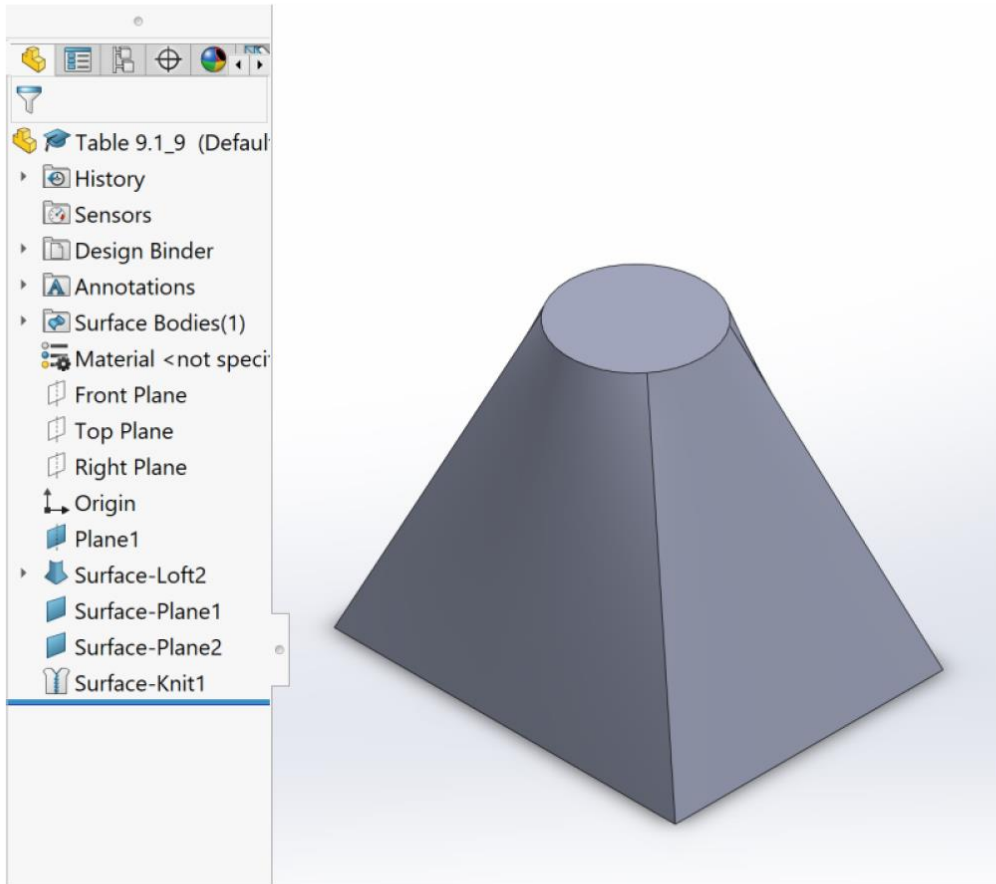 Table 9.1_9 (Defaul
History
Sensors
Design Binder
Annotations
Surface Bodies(1)
Material <not speci
Front Plane
Top Plane
Right Plane
Origin
Plane1
Surface-Loft2
Surface-Plane1
Surface-Plane2
Surface-Knit1